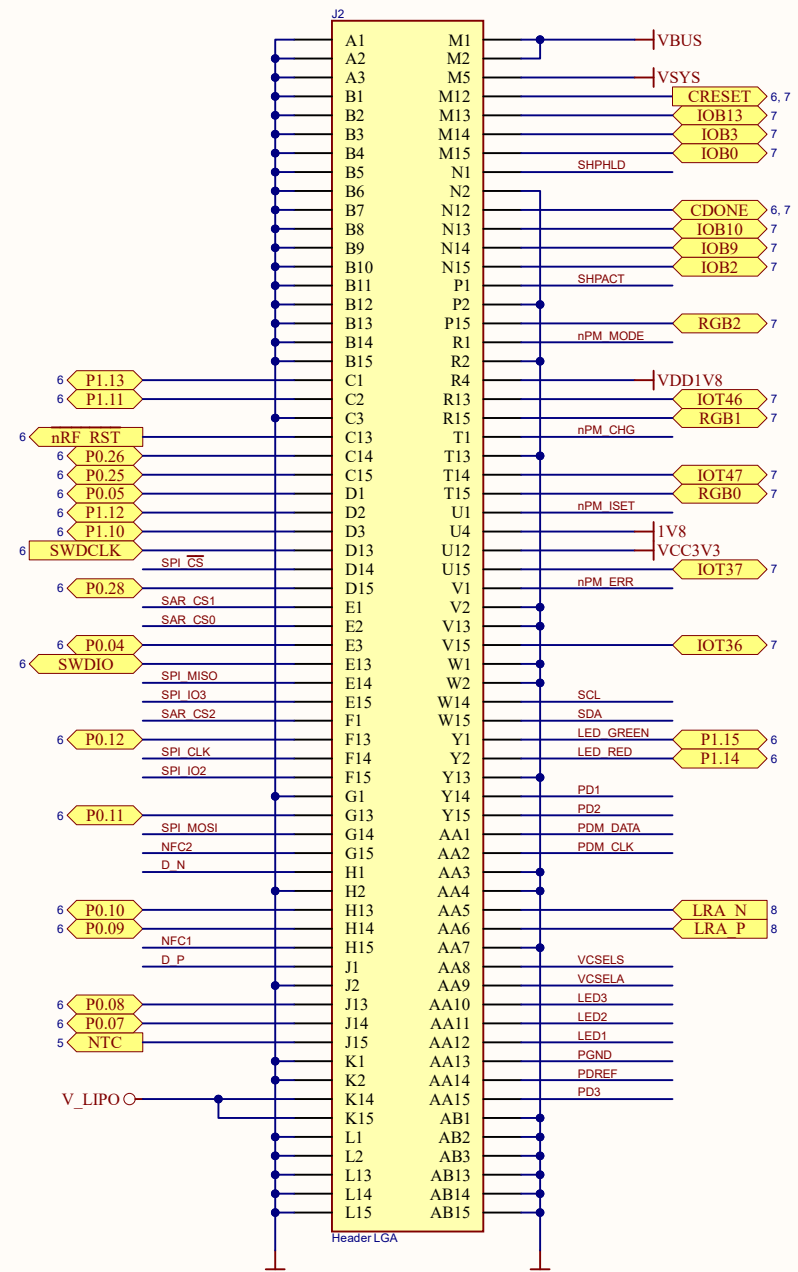 J2
A1 M1 VBUS
A2 M2
A3 M5 VSYS
B1 M12 CRESET 6, 7
B2 M13 IOB13 7
B3 M14 IOB3 7
B4 M15 IOB0 7
B5 N1 SHPHLD
B6 N2
B7 N12 CDONE 6, 7
B8 N13 IOB10 7
B9 N14 IOB9 7
B10 N15 IOB2 7
B11 P1 SHPACT
B12 P2
B13 P15 RGB2 7
B14 R1 nPM_MODE
B15 R2
6 P1.13 C1 R4 VDD1V8
6 P1.11 C2 R13 IOT46 7
C3 R15 RGB1 7
6 nRF_RST C13 T1 nPM_CHG
6 P0.26 C14 T13
6 P0.25 C15 T14 IOT47 7
6 P0.05 D1 T15 RGB0 7
6 P1.12 D2 U1 nPM_ISET
6 P1.10 D3 U4 1V8
6 SWDCLK D13 U12 VCC3V3
SPI_CS D14 U15 IOT37 7
6 P0.28 D15 V1 nPM_ERR
SAR_CS1 E1 V2
SAR_CS0 E2 V13
6 P0.04 E3 V15 IOT36 7
6 SWDIO E13 W1
SPI_MISO E14 W2
SPI_IO3 E15 W14 SCL
SAR_CS2 F1 W15 SDA
6 P0.12 F13 Y1 LED_GREEN P1.15 6
SPI_CLK F14 Y2 LED_RED P1.14 6
SPI_IO2 F15 Y13
G1 Y14 PD1
6 P0.11 G13 Y15 PD2
SPI_MOSI G14 AA1 PDM_DATA
NFC2 G15 AA2 PDM_CLK
D_N H1 AA3
H2 AA4
6 P0.10 H13 AA5 LRA_N 8
6 P0.09 H14 AA6 LRA_P 8
NFC1 H15 AA7
D_P J1 AA8 VCSELS
J2 AA9 VCSELA
6 P0.08 J13 AA10 LED3
6 P0.07 J14 AA11 LED2
5 NTC J15 AA12 LED1
K1 AA13 PGND
K2 AA14 PDREF
V_LIPO K14 AA15 PD3
K15 AB1
L1 AB2
L2 AB3
L13 AB13
L14 AB14
L15 AB15
Header LGA